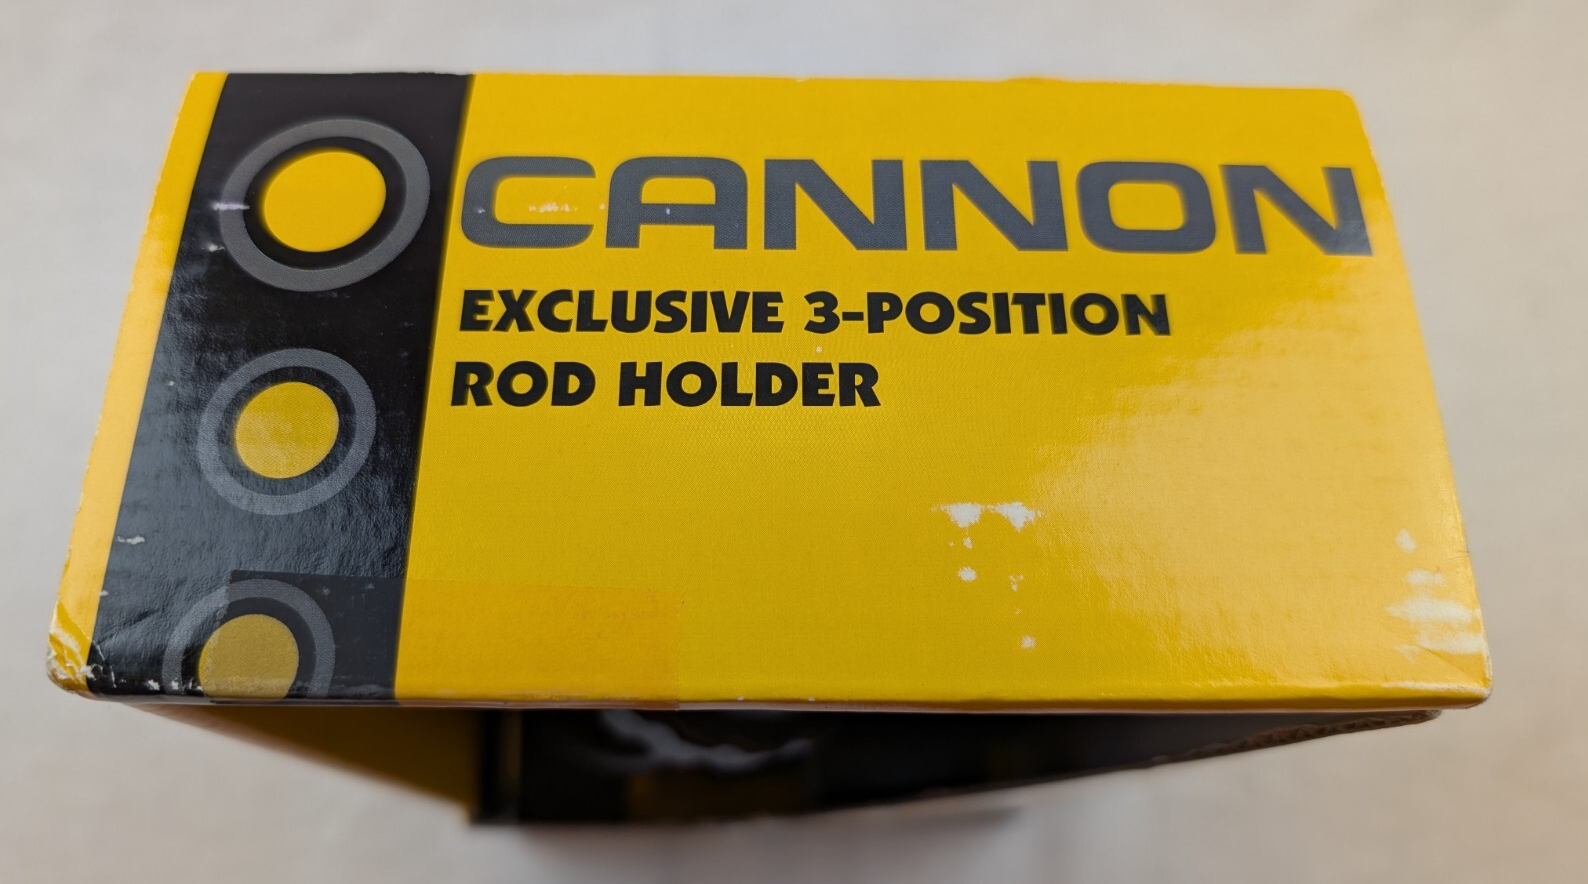 CANNON
EXCLUSIVE 3-POSITION
ROD HOLDER